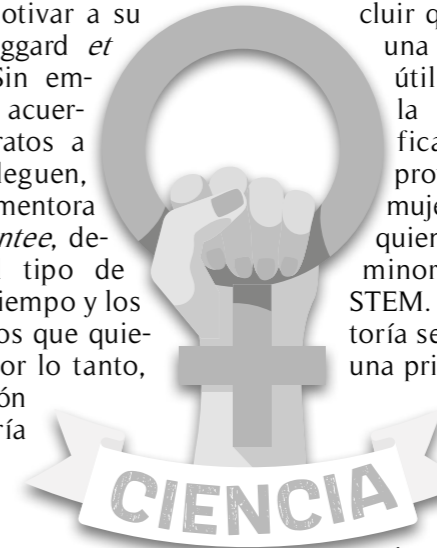 otivar a su
ggard et
Sin em-
acuer-
ratos a
leguen,
mentora
ntee, de-
tipo de
iempo y los
os que quie-
or lo tanto,
ón
ría
cluir q
una
útil
la
fica
prov
muje
quien
minor
STEM.
toría se
una pri
CIENCIA